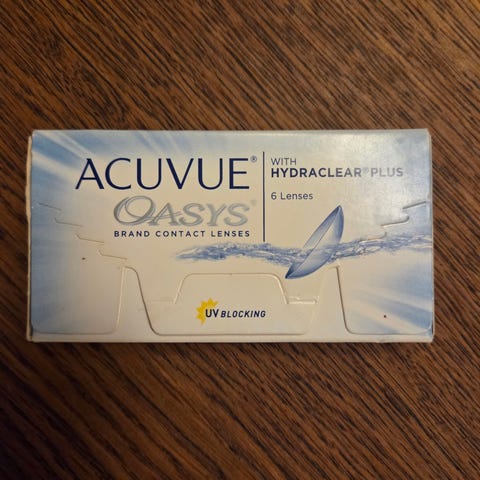 ACUVUE®
OASYS®
BRAND CONTACT LENSES
WITH
HYDRACLEAR® PLUS
6 Lenses
UV BLOCKING